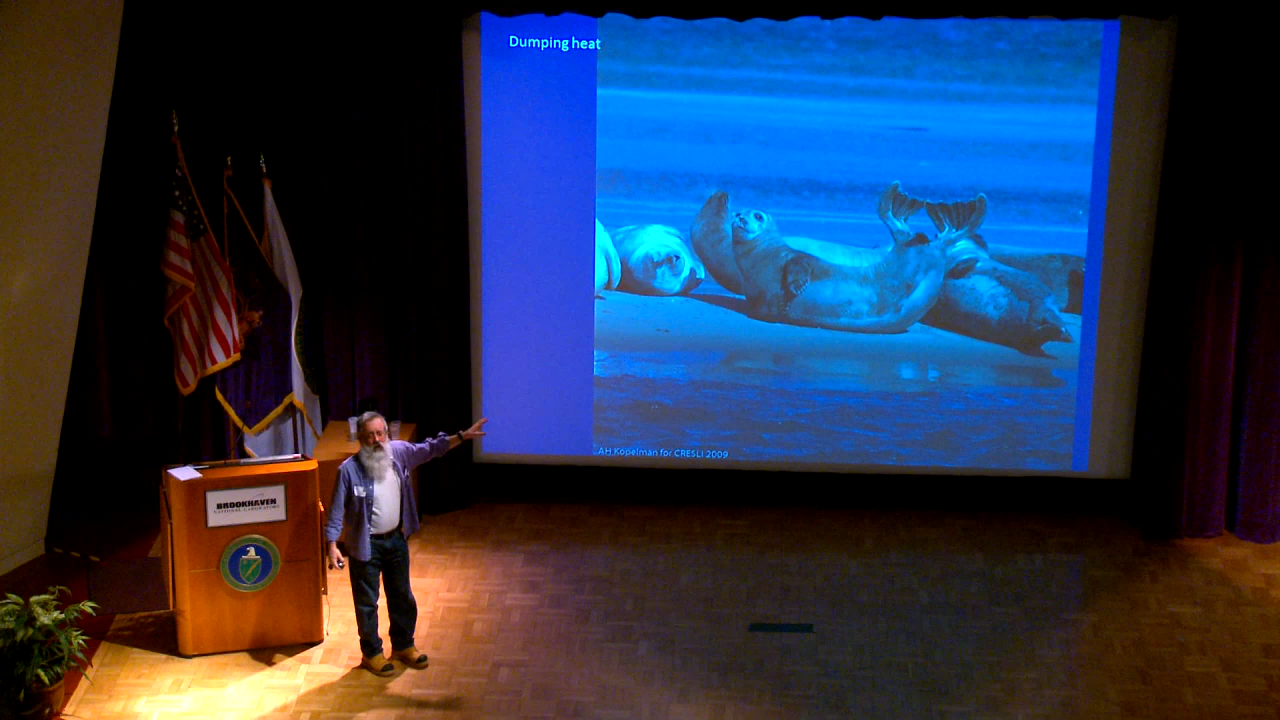 Dumping heat
AH Kopelman for CRESLI 2009
BROOKHAVEN
NATIONAL LABORATORY